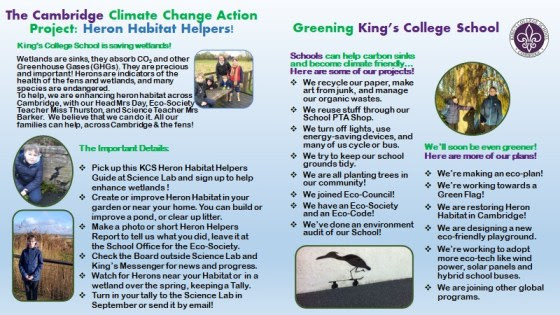 The Cambridge Climate Change Action
Project: Heron Habitat Helpers!
King's College School is saving wetlands!
Wetlands are sinks, they absorb CO2 and other
Greenhouse Gases (GHGs). They are precious
and important! Herons are indicators of the
health of the fens and wetlands, and many
species are endangered.
To help, we are enhancing heron habitat across
Cambridge, with our Head Mrs Day, Eco-Society
Teacher Miss Thurston, and Science Teacher Mrs
Barker. We believe that we can do it. All our
families can help, across Cambridge & the fens!
The Important Details:
❖ Pick up this KCS Heron Habitat Helpers
Guide at Science Lab and sign up to help
enhance wetlands !
❖ Create or improve Heron Habitat in your
garden or near your home. You can build or
improve a pond, or clear up litter.
❖ Make a photo or short Heron Helpers
Report to tell us what you did, leave it at
the School Office for the Eco-Society.
❖ Check the Board outside Science Lab and
King's Messenger for news and progress.
❖ Watch for Herons near your Habitat or in a
wetland over the spring, keeping a Tally.
❖ Turn in your tally to the Science Lab in
September or send it by email!
Greening King's College School
Schools can help carbon sinks
and become climate friendly…
Here are some of our projects!
❖ We recycle our paper, make
art from junk, and manage
our organic wastes.
❖ We reuse stuff through our
School PTA Shop.
❖ We turn off lights, use
energy-saving devices, and
many of us cycle or bus.
❖ We try to keep our school
grounds tidy.
❖ We are all planting trees in
our community!
❖ We joined Eco-Council!
❖ We have an Eco-Society
and an Eco-Code!
❖ We've done an environment
audit of our School!
We'll soon be even greener!
Here are more of our plans!
❖ We're making an eco-plan!
❖ We're working towards a
Green Flag!
❖ We are restoring Heron
Habitat in Cambridge!
❖ We are designing a new
eco-friendly playground.
❖ We're working to adopt
more eco-tech like wind
power, solar panels and
hybrid school buses.
❖ We are joining other global
programs.